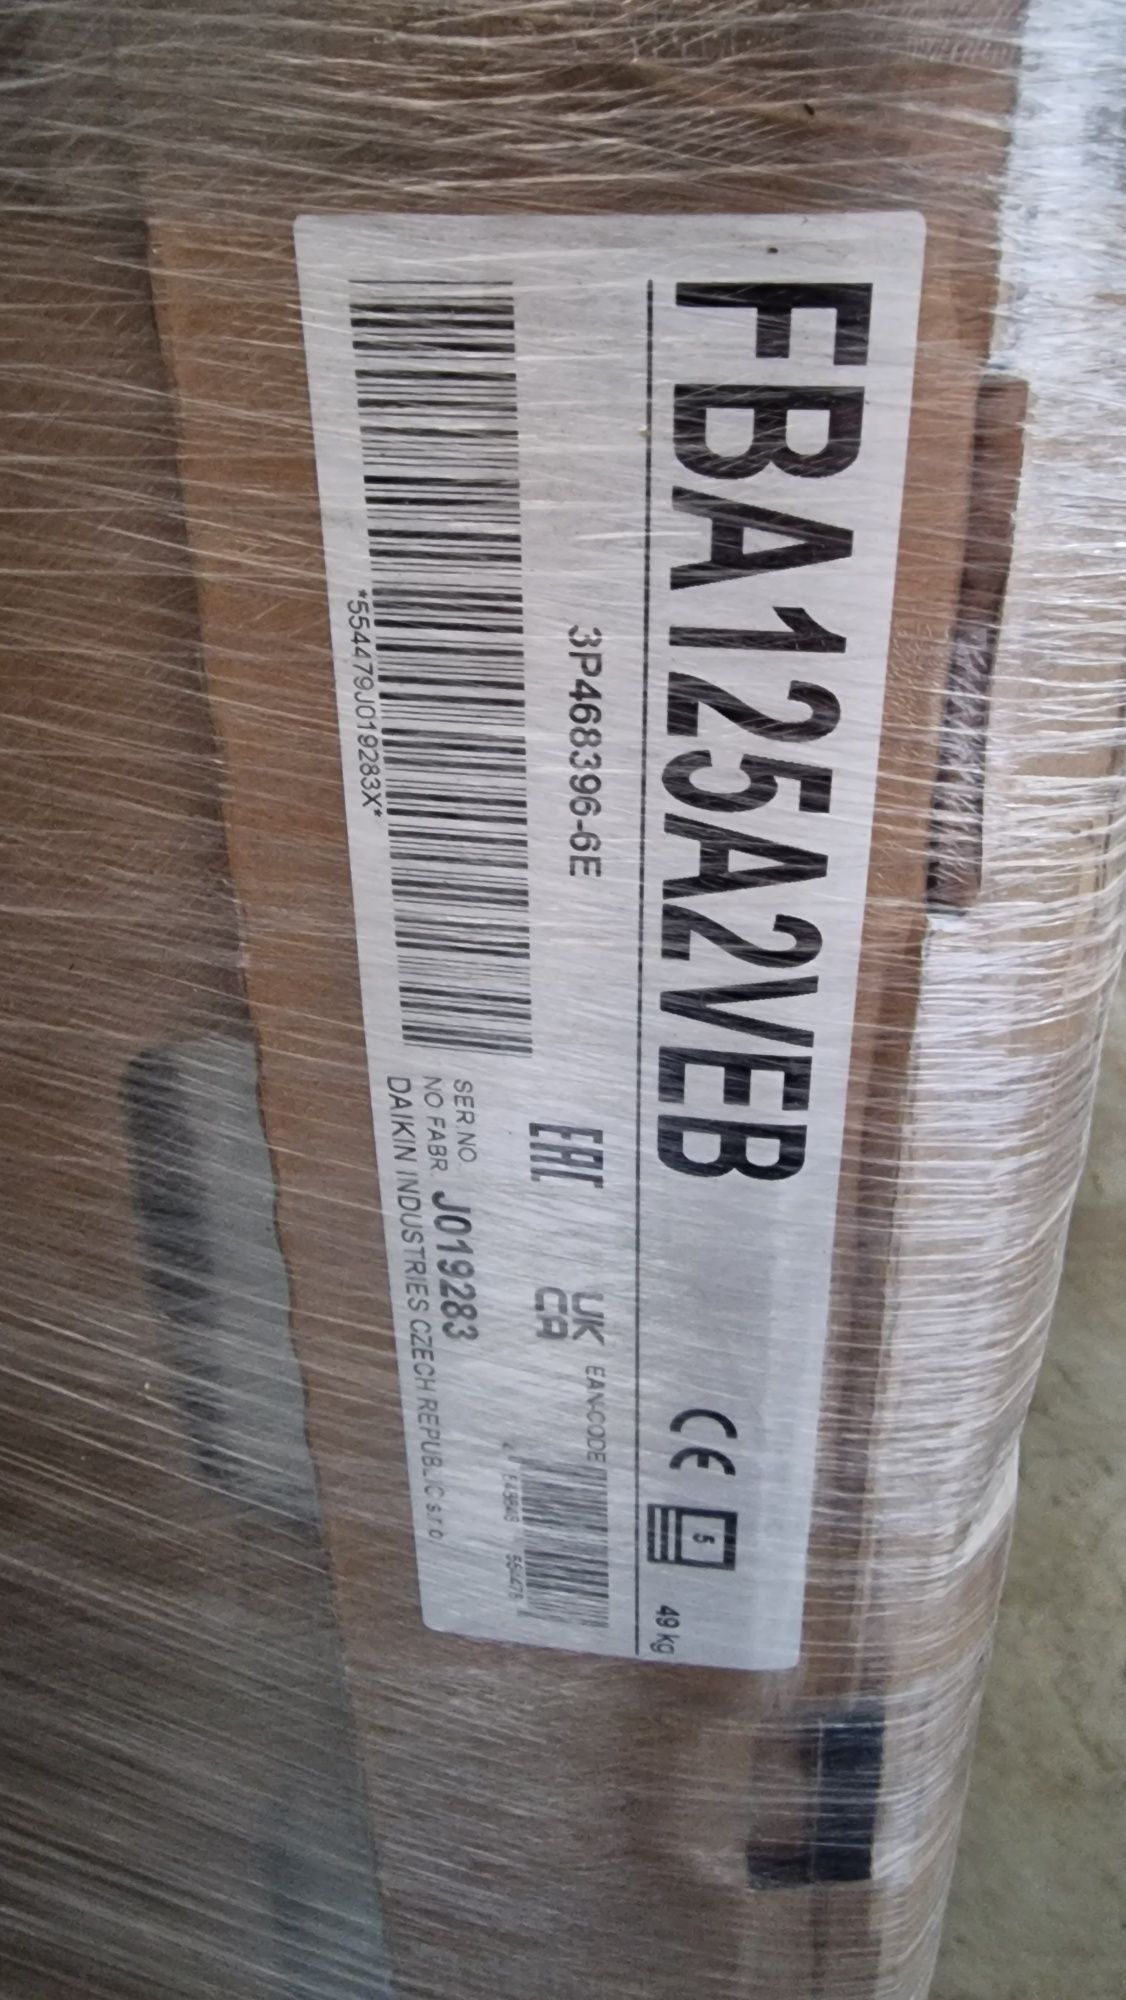 FBA125A2VEB
CE
5
49 kg
3P468396-6E
EAC
UK
CA
EAN-CODE
*554479J019283X*
SER.NO.
NO FABR. J019283
DAIKIN INDUSTRIES CZECH REPUBLIC s.r.o.